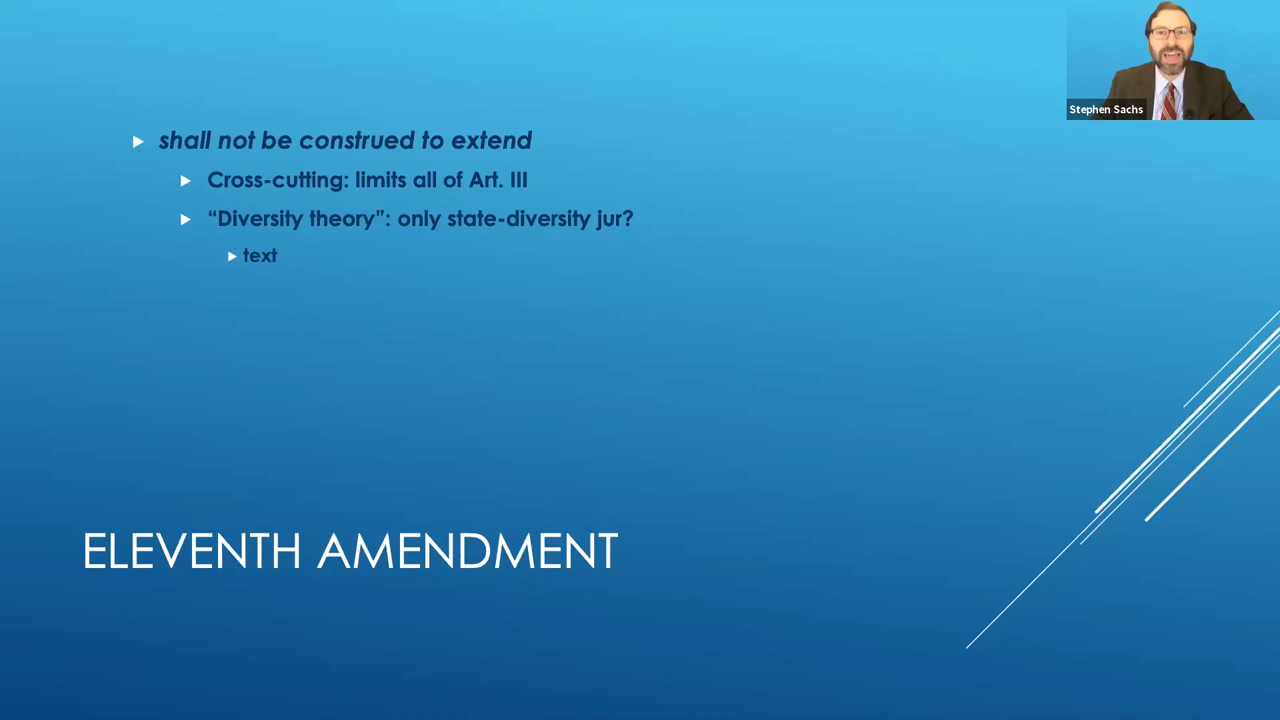 Stephen Sachs
shall not be construed to extend
Cross-cutting: limits all of Art. III
“Diversity theory”: only state-diversity jur?
text
ELEVENTH AMENDMENT